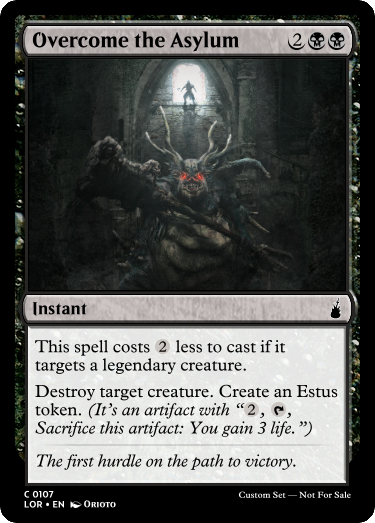 Overcome the Asylum 2
Instant
This spell costs 2 less to cast if it
targets a legendary creature.
Destroy target creature. Create an Estus
token. (It's an artifact with “2, ,
Sacrifice this artifact: You gain 3 life.”)
The first hurdle on the path to victory.
C 0107
LOR • EN Orioto
Custom Set — Not For Sale